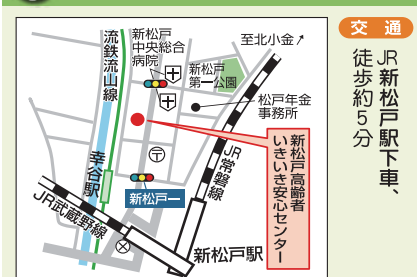 交通
JR新松戸駅下車、
徒歩約5分
流鉄流山線
新松戸
中央総合
病院
至北小金
新松戸
第一公園
松戸年金
事務所
新松戸高齢者
いきいき安心センター
幸谷駅
新松戸一
JR常磐線
JR武蔵野線
新松戸駅